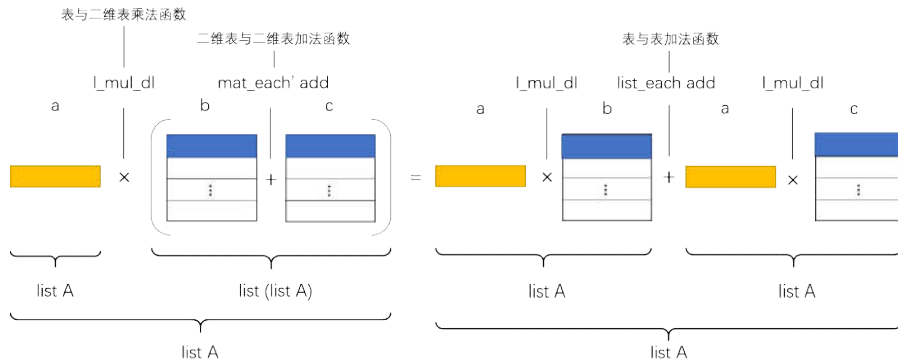 表与二维表乘法函数
二维表与二维表加法函数
表与表加法函数
l_mul_dl
mat_each' add
l_mul_dl
list_each add
l_mul_dl
a
b
c
a
b
a
c
×
+
=
×
+
×
list A
list (list A)
list A
list A
list A
list A